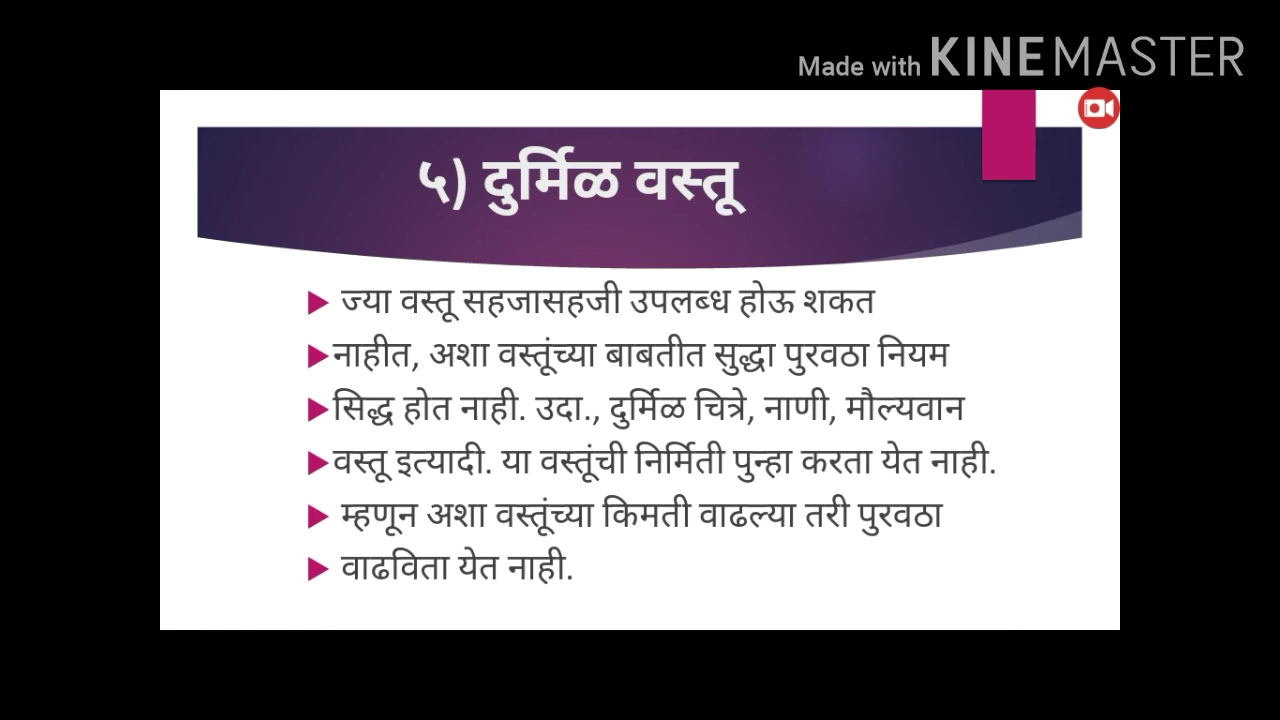 Made with KINEMASTER
५) दुर्मिळ वस्तू
ज्या वस्तू सहजासहजी उपलब्ध होऊ शकत
नाहीत, अशा वस्तूंच्या बाबतीत सुद्धा पुरवठा नियम
सिद्ध होत नाही. उदा., दुर्मिळ चित्रे, नाणी, मौल्यवान
वस्तू इत्यादी. या वस्तूंची निर्मिती पुन्हा करता येत नाही.
म्हणून अशा वस्तूंच्या किमती वाढल्या तरी पुरवठा
वाढविता येत नाही.